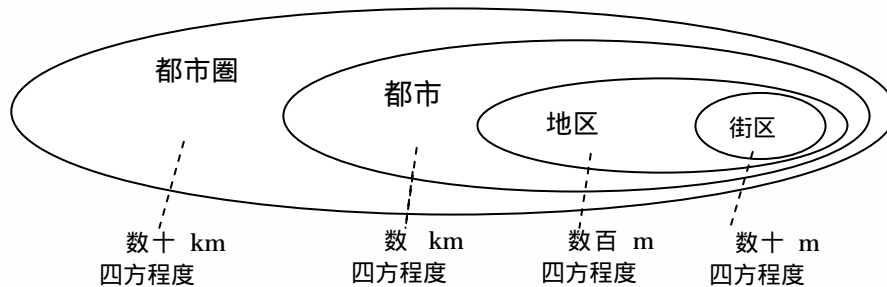 都市圏
都市
地区
街区
数十 km
四方程度
数 km
四方程度
数百 m
四方程度
数十 m
四方程度